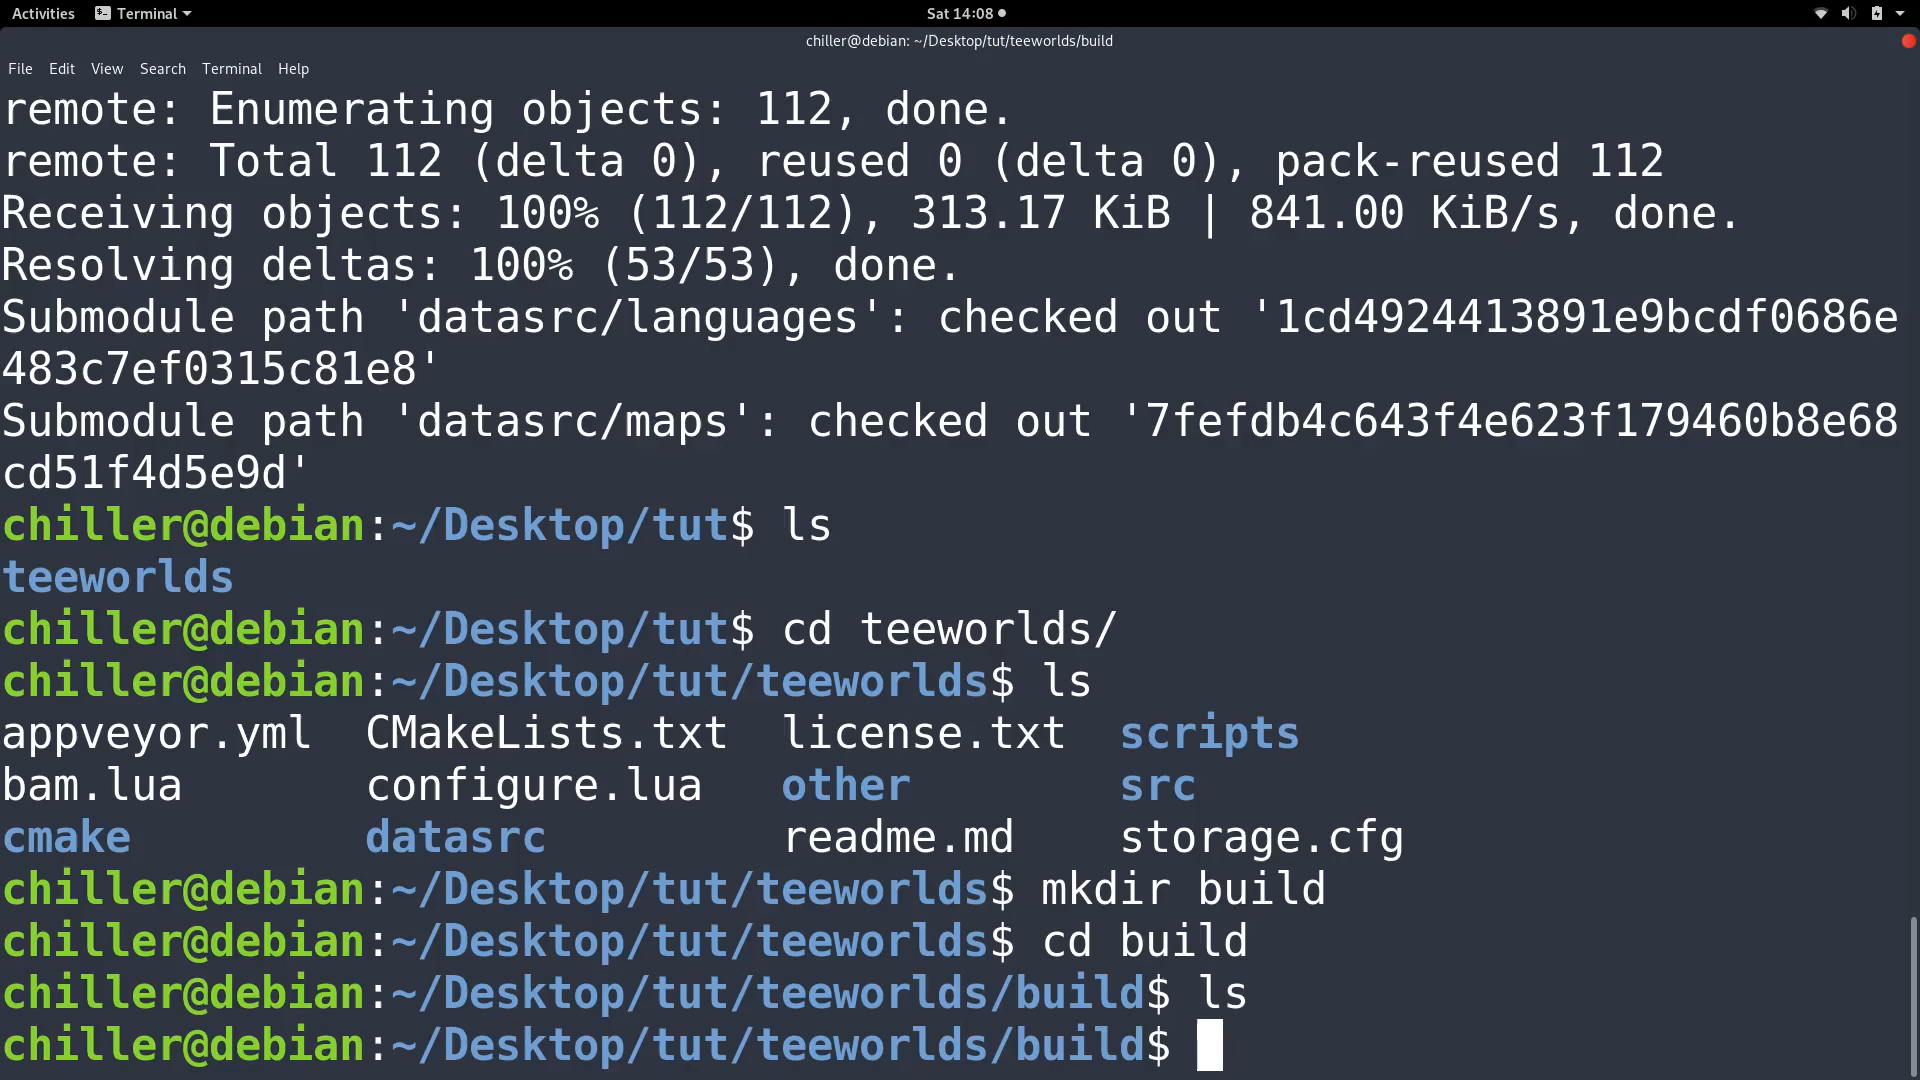 Activities Terminal Sat 14:08
chiller@debian: ~/Desktop/tut/teeworlds/build
File Edit View Search Terminal Help
remote: Enumerating objects: 112, done.
remote: Total 112 (delta 0), reused 0 (delta 0), pack-reused 112
Receiving objects: 100% (112/112), 313.17 KiB | 841.00 KiB/s, done.
Resolving deltas: 100% (53/53), done.
Submodule path 'datasrc/languages': checked out '1cd4924413891e9bcdf0686e
483c7ef0315c81e8'
Submodule path 'datasrc/maps': checked out '7fefdb4c643f4e623f179460b8e68
cd51f4d5e9d'
chiller@debian:~/Desktop/tut$ ls
teeworlds
chiller@debian:~/Desktop/tut$ cd teeworlds/
chiller@debian:~/Desktop/tut/teeworlds$ ls
appveyor.yml CMakeLists.txt license.txt scripts
bam.lua configure.lua other src
cmake datasrc readme.md storage.cfg
chiller@debian:~/Desktop/tut/teeworlds$ mkdir build
chiller@debian:~/Desktop/tut/teeworlds$ cd build
chiller@debian:~/Desktop/tut/teeworlds/build$ ls
chiller@debian:~/Desktop/tut/teeworlds/build$